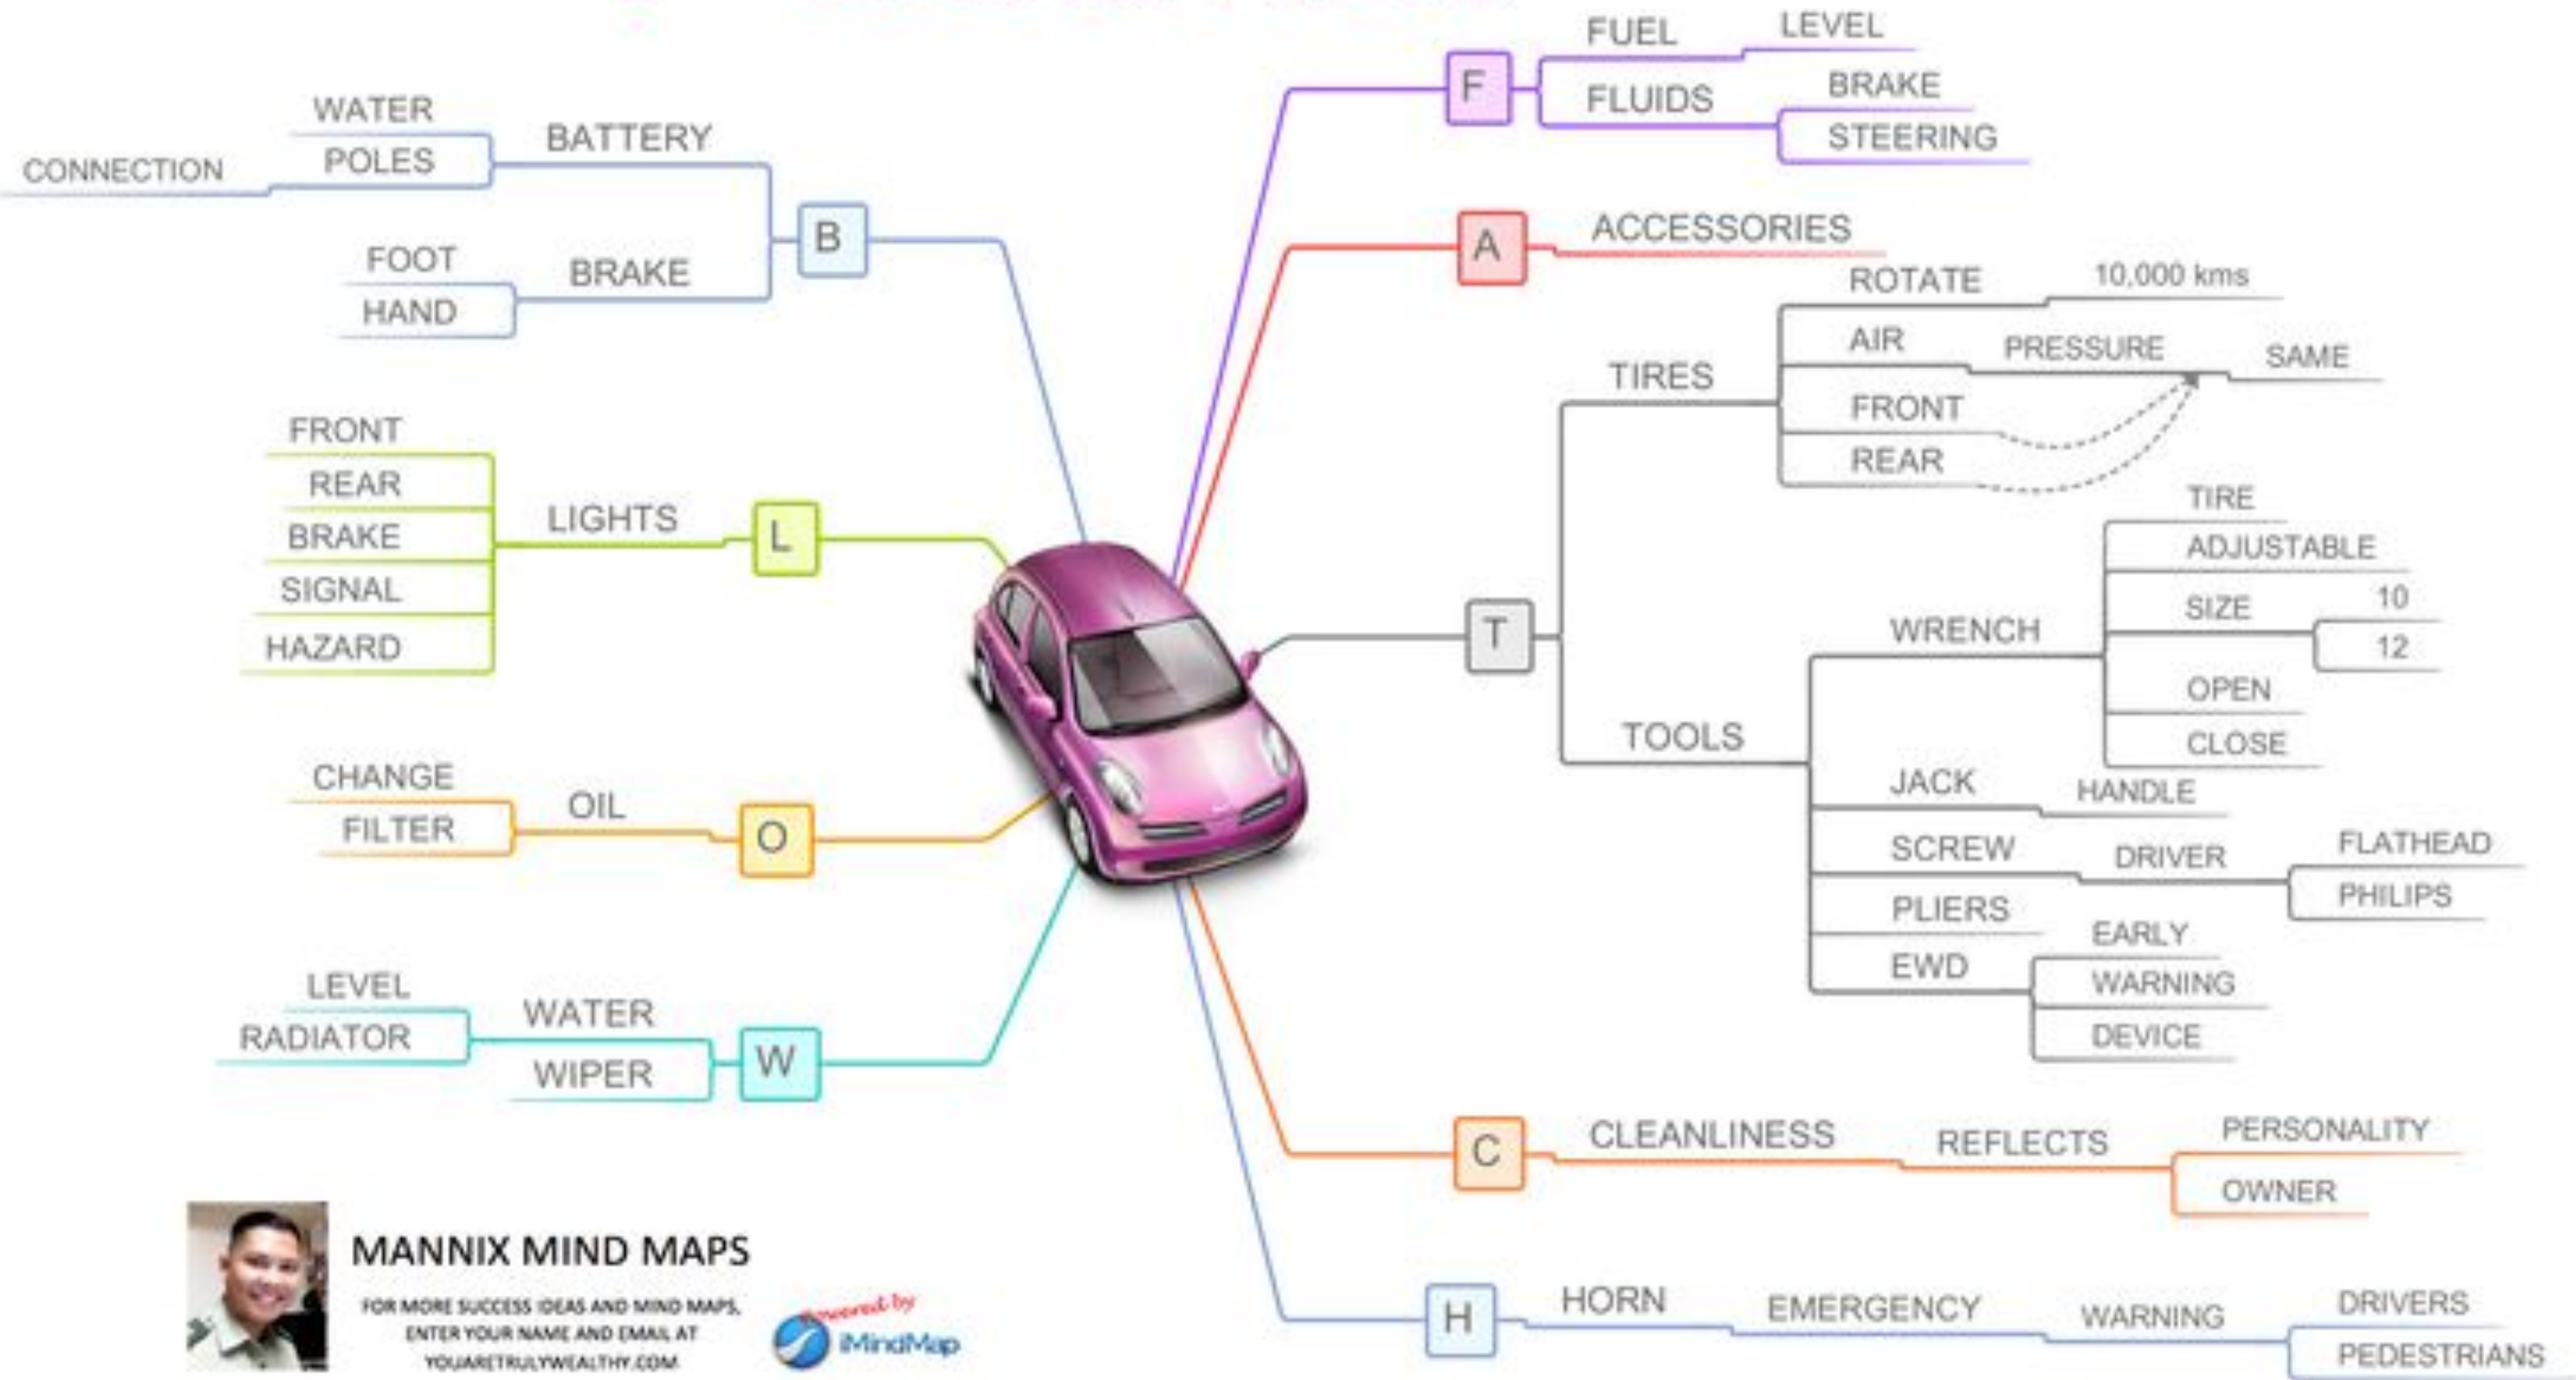 F
FUEL
LEVEL
FLUIDS
BRAKE
STEERING
A
ACCESSORIES
T
TIRES
ROTATE
10,000 kms
AIR
PRESSURE
SAME
FRONT
REAR
TOOLS
WRENCH
TIRE
ADJUSTABLE
SIZE
10
12
OPEN
CLOSE
JACK
HANDLE
SCREW
DRIVER
FLATHEAD
PHILIPS
PLIERS
EWD
EARLY
WARNING
DEVICE
C
CLEANLINESS
REFLECTS
PERSONALITY
OWNER
H
HORN
EMERGENCY
WARNING
DRIVERS
PEDESTRIANS
B
BATTERY
WATER
POLES
CONNECTION
BRAKE
FOOT
HAND
L
LIGHTS
FRONT
REAR
BRAKE
SIGNAL
HAZARD
O
OIL
CHANGE
FILTER
W
WATER
LEVEL
RADIATOR
WIPER
MANNIX MIND MAPS
FOR MORE SUCCESS IDEAS AND MIND MAPS,
ENTER YOUR NAME AND EMAIL AT
YOUARETRULYWEALTHY.COM
Powered by
iMindMap